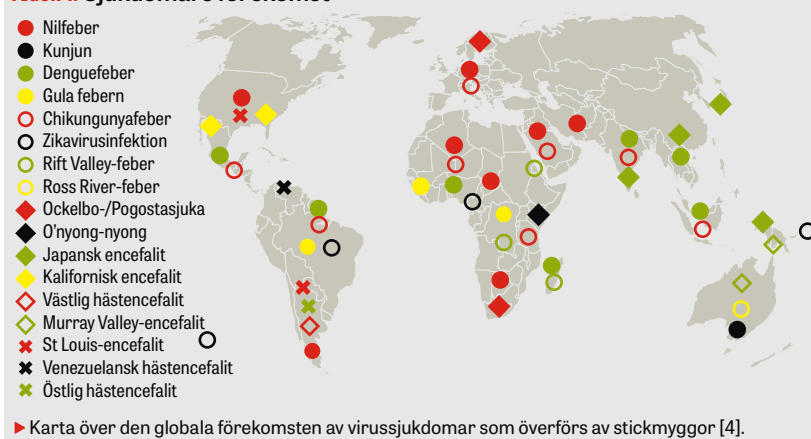 Sjukdomars förekomst
Nilfeber
Kunjun
Denguefeber
Gula febern
Chikungunyafeber
Zikavirusinfektion
Rift Valley-feber
Ross River-feber
Ockelbo-/Pogostasjuka
O’nyong-nyong
Japansk encefalit
Kalifornisk encefalit
Västlig hästencefalit
Murray Valley-encefalit
St Louis-encefalit
Venezuelansk hästencefalit
Östlig hästencefalit
Karta över den globala förekomsten av virussjukdomar som överförs av stickmyggor [4].